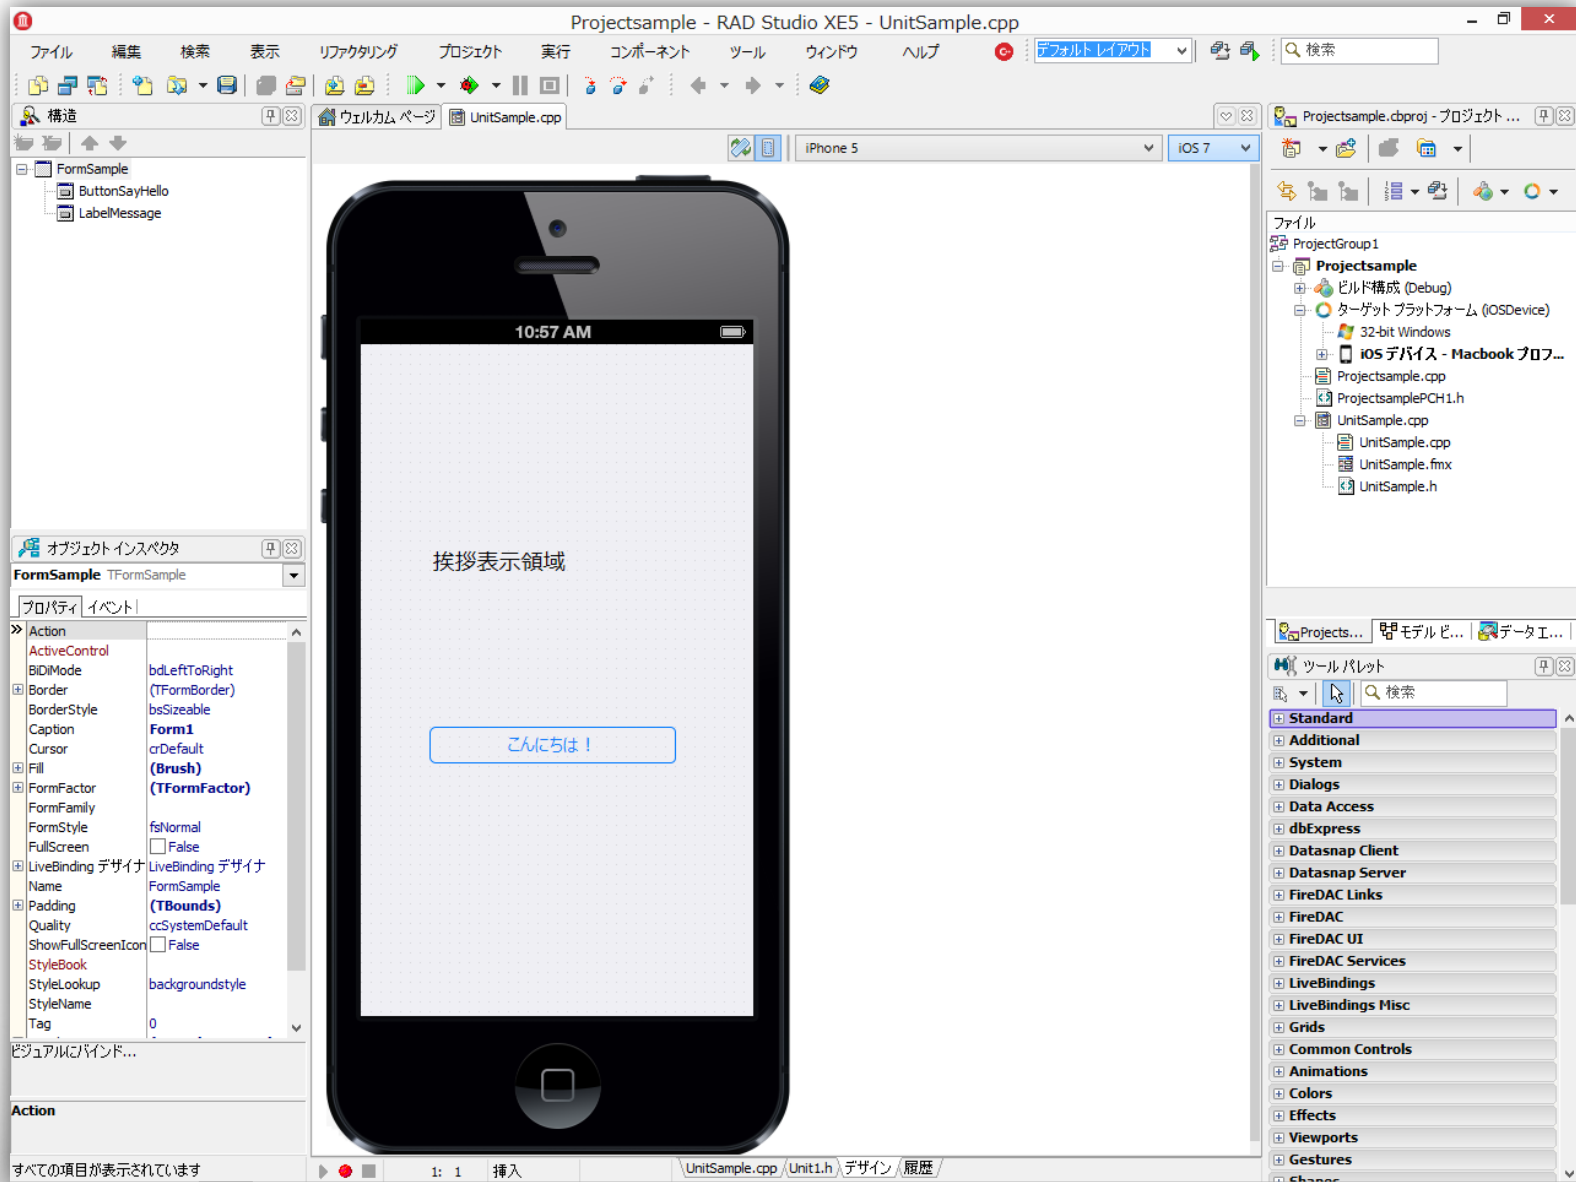 Projectsample - RAD Studio XE5 - UnitSample.cpp
ファイル 編集 検索 表示 リファクタリング プロジェクト 実行 コンポーネント ツール ウィンドウ ヘルプ デフォルト レイアウト 検索
構造
FormSample
ButtonSayHello
LabelMessage
オブジェクト インスペクタ
FormSample TFormSample
プロパティ イベント
Action
ActiveControl
BiDiMode bdLeftToRight
Border (TFormBorder)
BorderStyle bsSizeable
Caption Form1
Cursor crDefault
Fill (Brush)
FormFactor (TFormFactor)
FormFamily
FormStyle fsNormal
FullScreen False
LiveBinding デザイナ LiveBinding デザイナ
Name FormSample
Padding (TBounds)
Quality ccSystemDefault
ShowFullScreenIcon False
StyleBook
StyleLookup backgroundstyle
StyleName
Tag 0
ビジュアルにバインド...
Action
すべての項目が表示されています
ウェルカム ページ UnitSample.cpp
iPhone 5 iOS 7
10:57 AM
挨拶表示領域
こんにちは！
1: 1 挿入 UnitSample.cpp Unit1.h デザイン 履歴
Projectsample.cbproj - プロジェクト ...
ファイル
ProjectGroup1
Projectsample
ビルド構成 (Debug)
ターゲット プラットフォーム (iOSDevice)
32-bit Windows
iOS デバイス - Macbook プロフ...
Projectsample.cpp
ProjectsamplePCH1.h
UnitSample.cpp
UnitSample.cpp
UnitSample.fmx
UnitSample.h
Projects... モデル ビ... データ エ...
ツール パレット
検索
Standard
Additional
System
Dialogs
Data Access
dbExpress
Datasnap Client
Datasnap Server
FireDAC Links
FireDAC
FireDAC UI
FireDAC Services
LiveBindings
LiveBindings Misc
Grids
Common Controls
Animations
Colors
Effects
Viewports
Gestures
Shapes